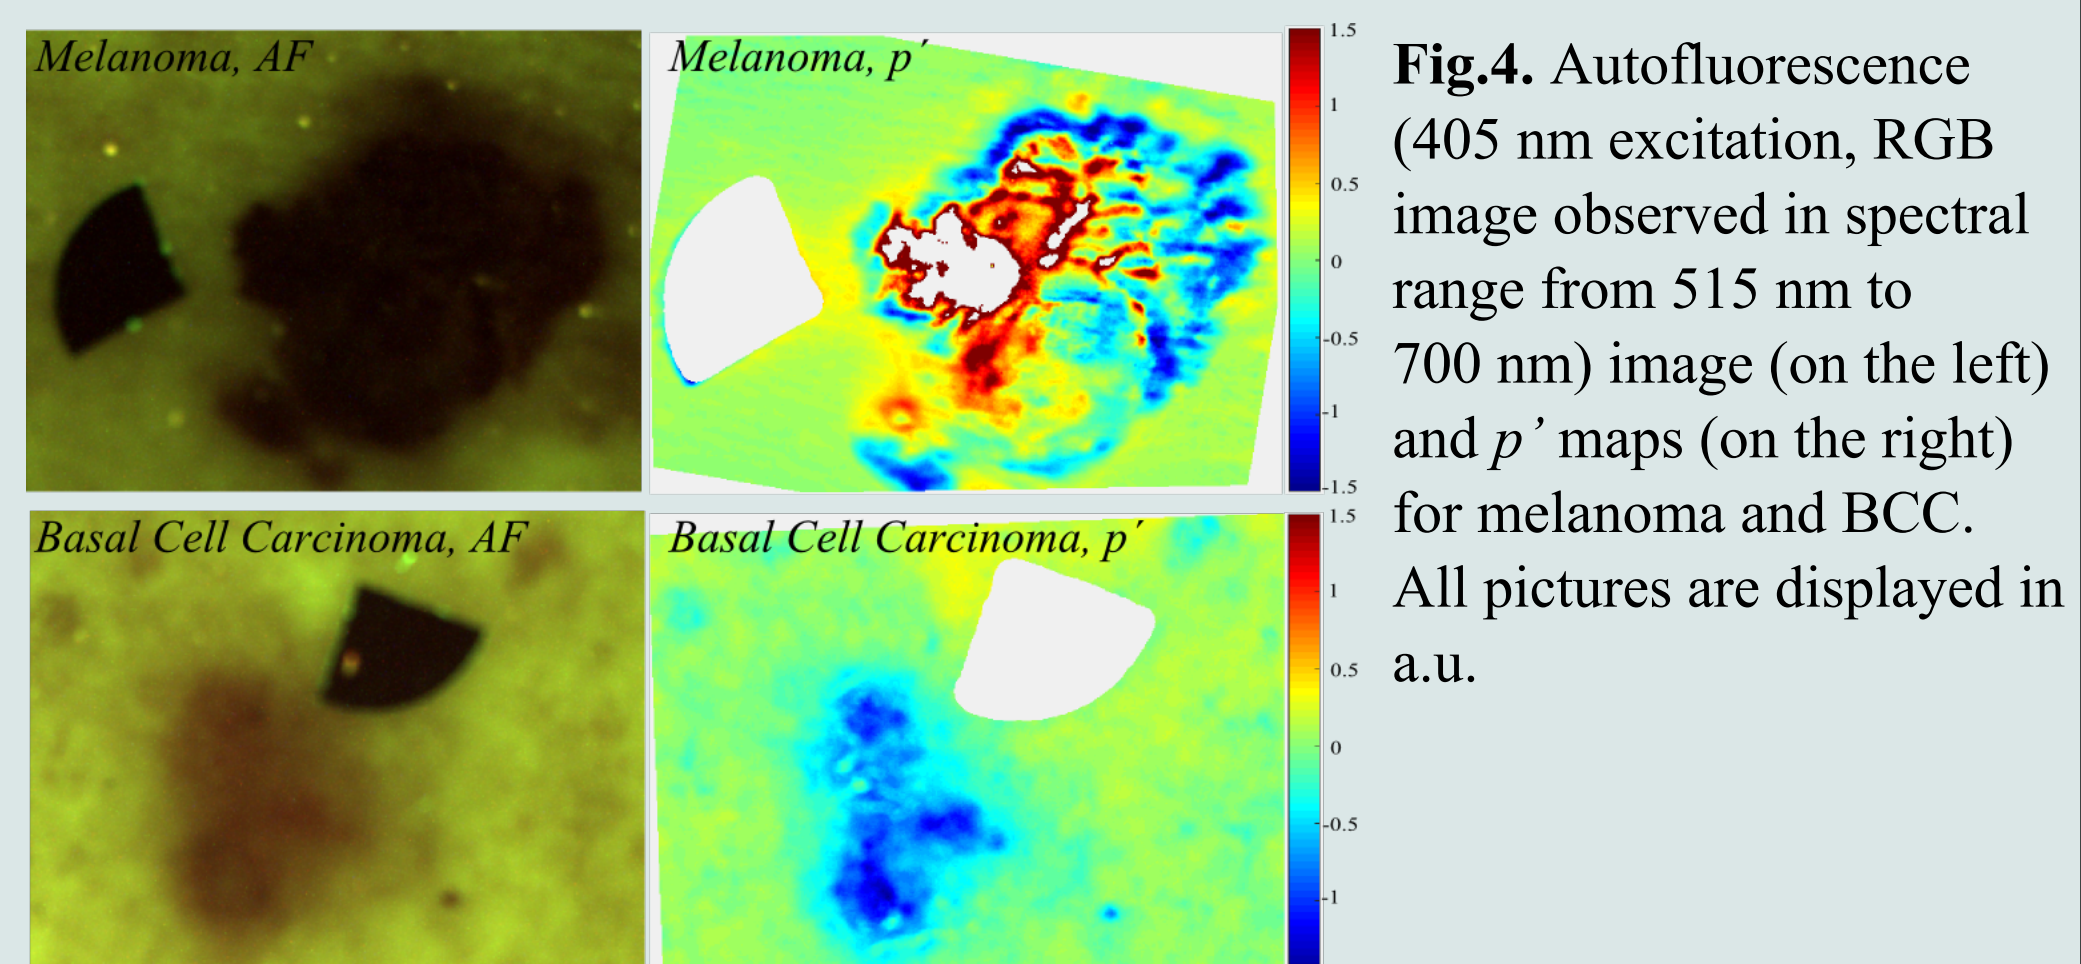 Melanoma, AF
Melanoma, p´
1.5
1
0.5
0
-0.5
-1
-1.5
Basal Cell Carcinoma, AF
Basal Cell Carcinoma, p´
1.5
1
0.5
0
-0.5
-1
Fig.4. Autofluorescence
(405 nm excitation, RGB
image observed in spectral
range from 515 nm to
700 nm) image (on the left)
and p’ maps (on the right)
for melanoma and BCC.
All pictures are displayed in
a.u.